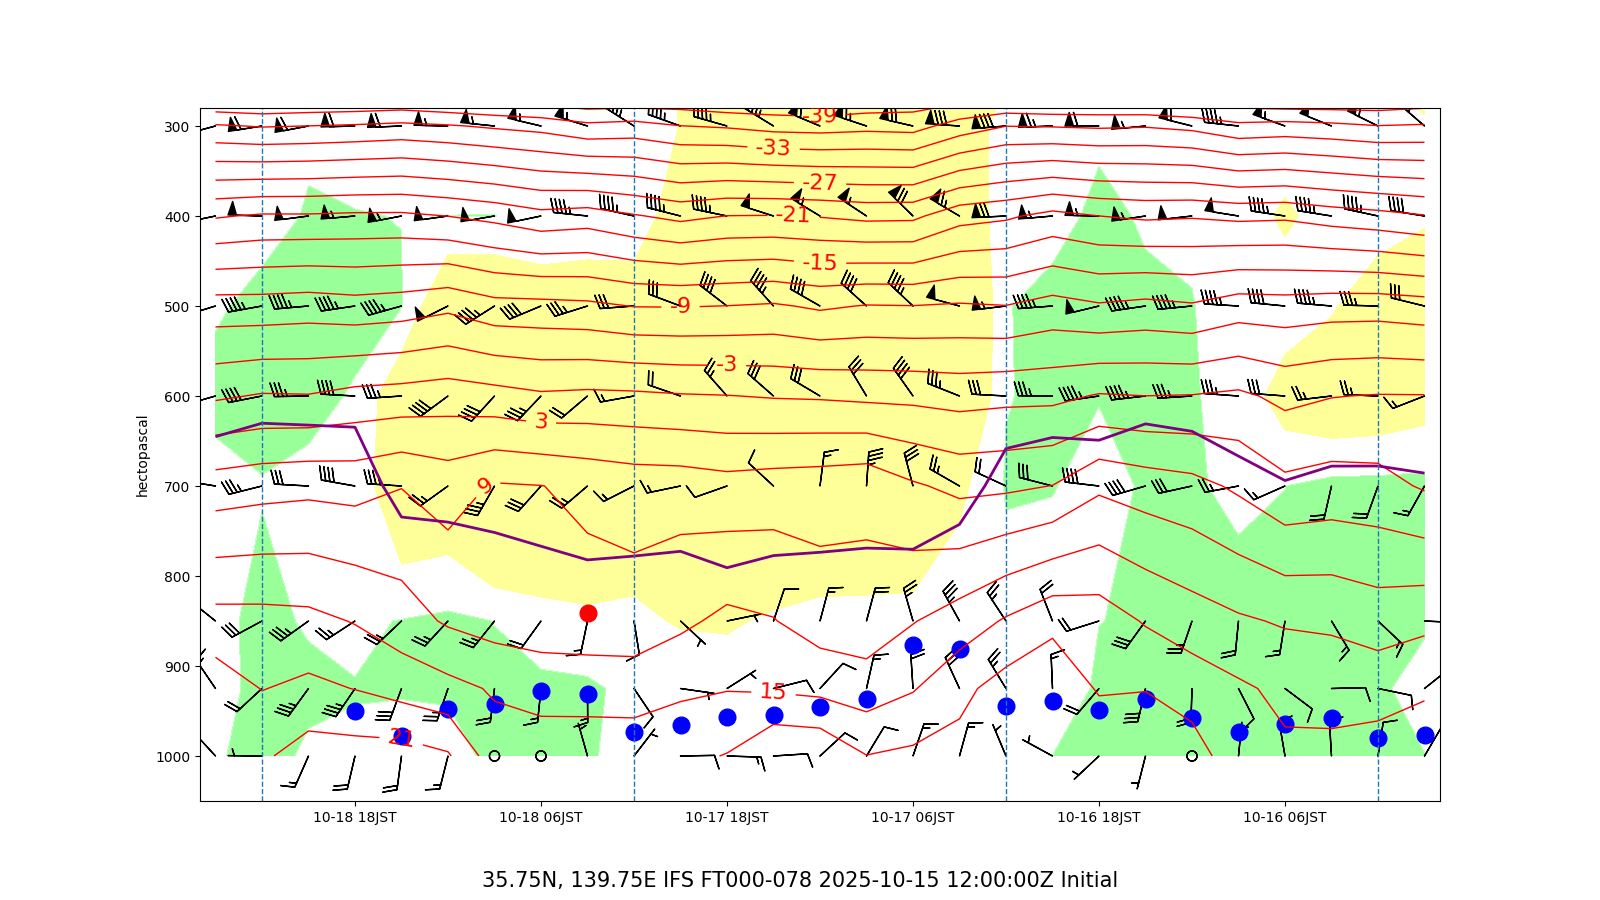 300
400
500
600
700
800
900
1000
hectopascal
-39
-33
-27
-21
-15
-9
-3
3
9
15
21
10-18 18JST
10-18 06JST
10-17 18JST
10-17 06JST
10-16 18JST
10-16 06JST
35.75N, 139.75E IFS FT000-078 2025-10-15 12:00:00Z Initial